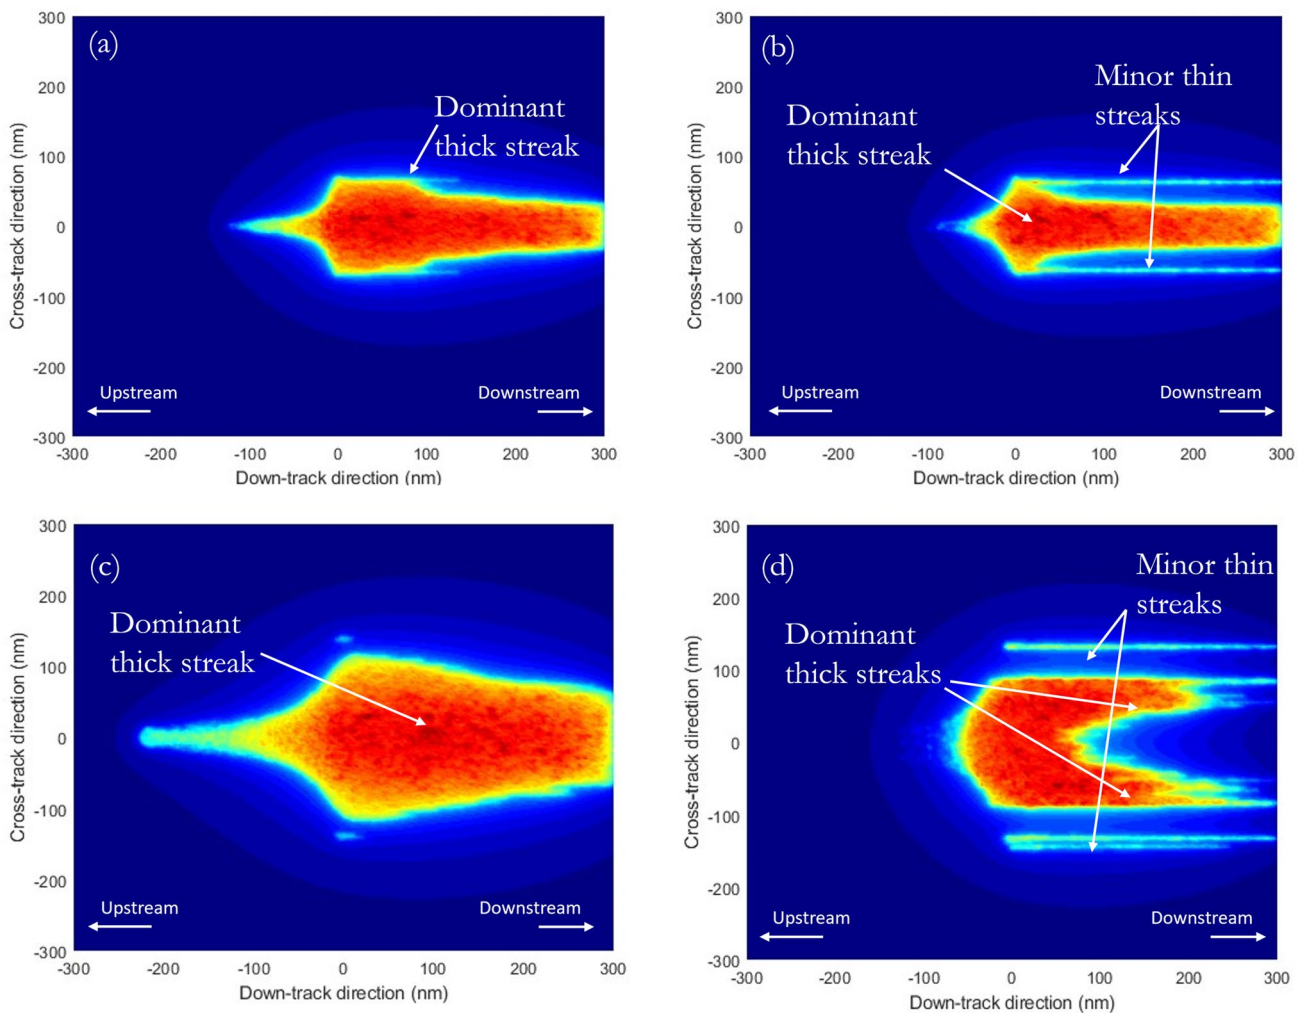 (a)
Dominant
thick streak
Upstream
Downstream
Cross-track direction (nm)
300
200
100
0
-100
-200
-300
-300
-200
-100
0
100
200
300
Down-track direction (nm)
(b)
Minor thin
streaks
Dominant
thick streak
Upstream
Downstream
Cross-track direction (nm)
300
200
100
0
-100
-200
-300
-300
-200
-100
0
100
200
300
Down-track direction (nm)
(c)
Dominant
thick streak
Upstream
Downstream
Cross-track direction (nm)
300
200
100
0
-100
-200
-300
-300
-200
-100
0
100
200
300
Down-track direction (nm)
(d)
Minor thin
streaks
Dominant
thick streaks
Upstream
Downstream
Cross-track direction (nm)
300
200
100
0
-100
-200
-300
-300
-200
-100
0
100
200
300
Down-track direction (nm)